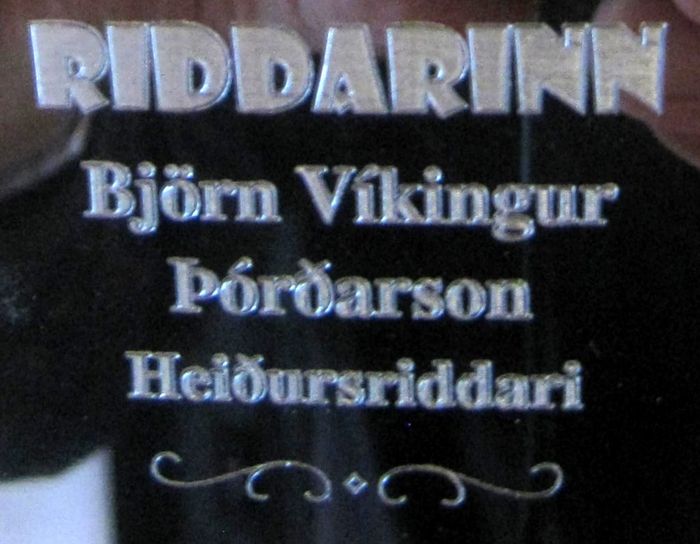 RIDDARINN
Björn Víkingur
Þórðarson
Heiðursriddari